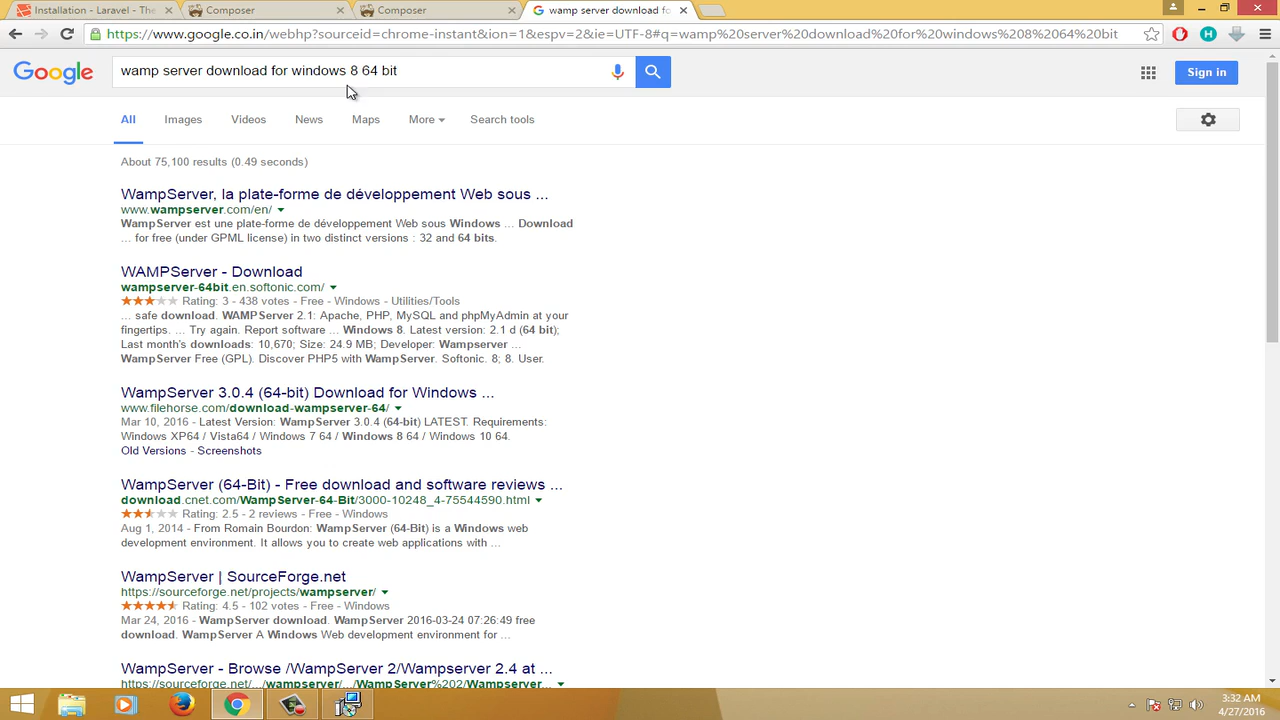 Installation - Laravel - The
Composer
Composer
wamp server download fo
https://www.google.co.in/webhp?sourceid=chrome-instant&ion=1&espv=2&ie=UTF-8#q=wamp%20server%20download%20for%20windows%208%2064%20bit
Google
wamp server download for windows 8 64 bit
Sign in
All
Images
Videos
News
Maps
More
Search tools
About 75,100 results (0.49 seconds)
WampServer, la plate-forme de développement Web sous ...
www.wampserver.com/en/
WampServer est une plate-forme de développement Web sous Windows ... Download
... for free (under GPML license) in two distinct versions : 32 and 64 bits.
WAMPServer - Download
wampserver-64bit.en.softonic.com/
Rating: 3 - 438 votes - Free - Windows - Utilities/Tools
... safe download. WAMPServer 2.1: Apache, PHP, MySQL and phpMyAdmin at your
fingertips. ... Try again. Report software ... Windows 8. Latest version: 2.1 d (64 bit);
Last month's downloads: 10,670; Size: 24.9 MB; Developer: Wampserver ...
WampServer Free (GPL). Discover PHP5 with WampServer. Softonic. 8; 8. User.
WampServer 3.0.4 (64-bit) Download for Windows ...
www.filehorse.com/download-wampserver-64/
Mar 10, 2016 - Latest Version: WampServer 3.0.4 (64-bit) LATEST. Requirements:
Windows XP64 / Vista64 / Windows 7 64 / Windows 8 64 / Windows 10 64.
Old Versions - Screenshots
WampServer (64-Bit) - Free download and software reviews ...
download.cnet.com/WampServer-64-Bit/3000-10248_4-75544590.html
Rating: 2.5 - 2 reviews - Free - Windows
Aug 1, 2014 - From Romain Bourdon: WampServer (64-Bit) is a Windows web
development environment. It allows you to create web applications with ...
WampServer | SourceForge.net
https://sourceforge.net/projects/wampserver/
Rating: 4.5 - 102 votes - Free - Windows
Mar 24, 2016 - WampServer download. WampServer 2016-03-24 07:26:49 free
download. WampServer A Windows Web development environment for ...
WampServer - Browse /WampServer 2/Wampserver 2.4 at ...
https://sourceforge.net/.../wampserver/.../WampServer%202/Wampserver...
3:32 AM
4/27/2016